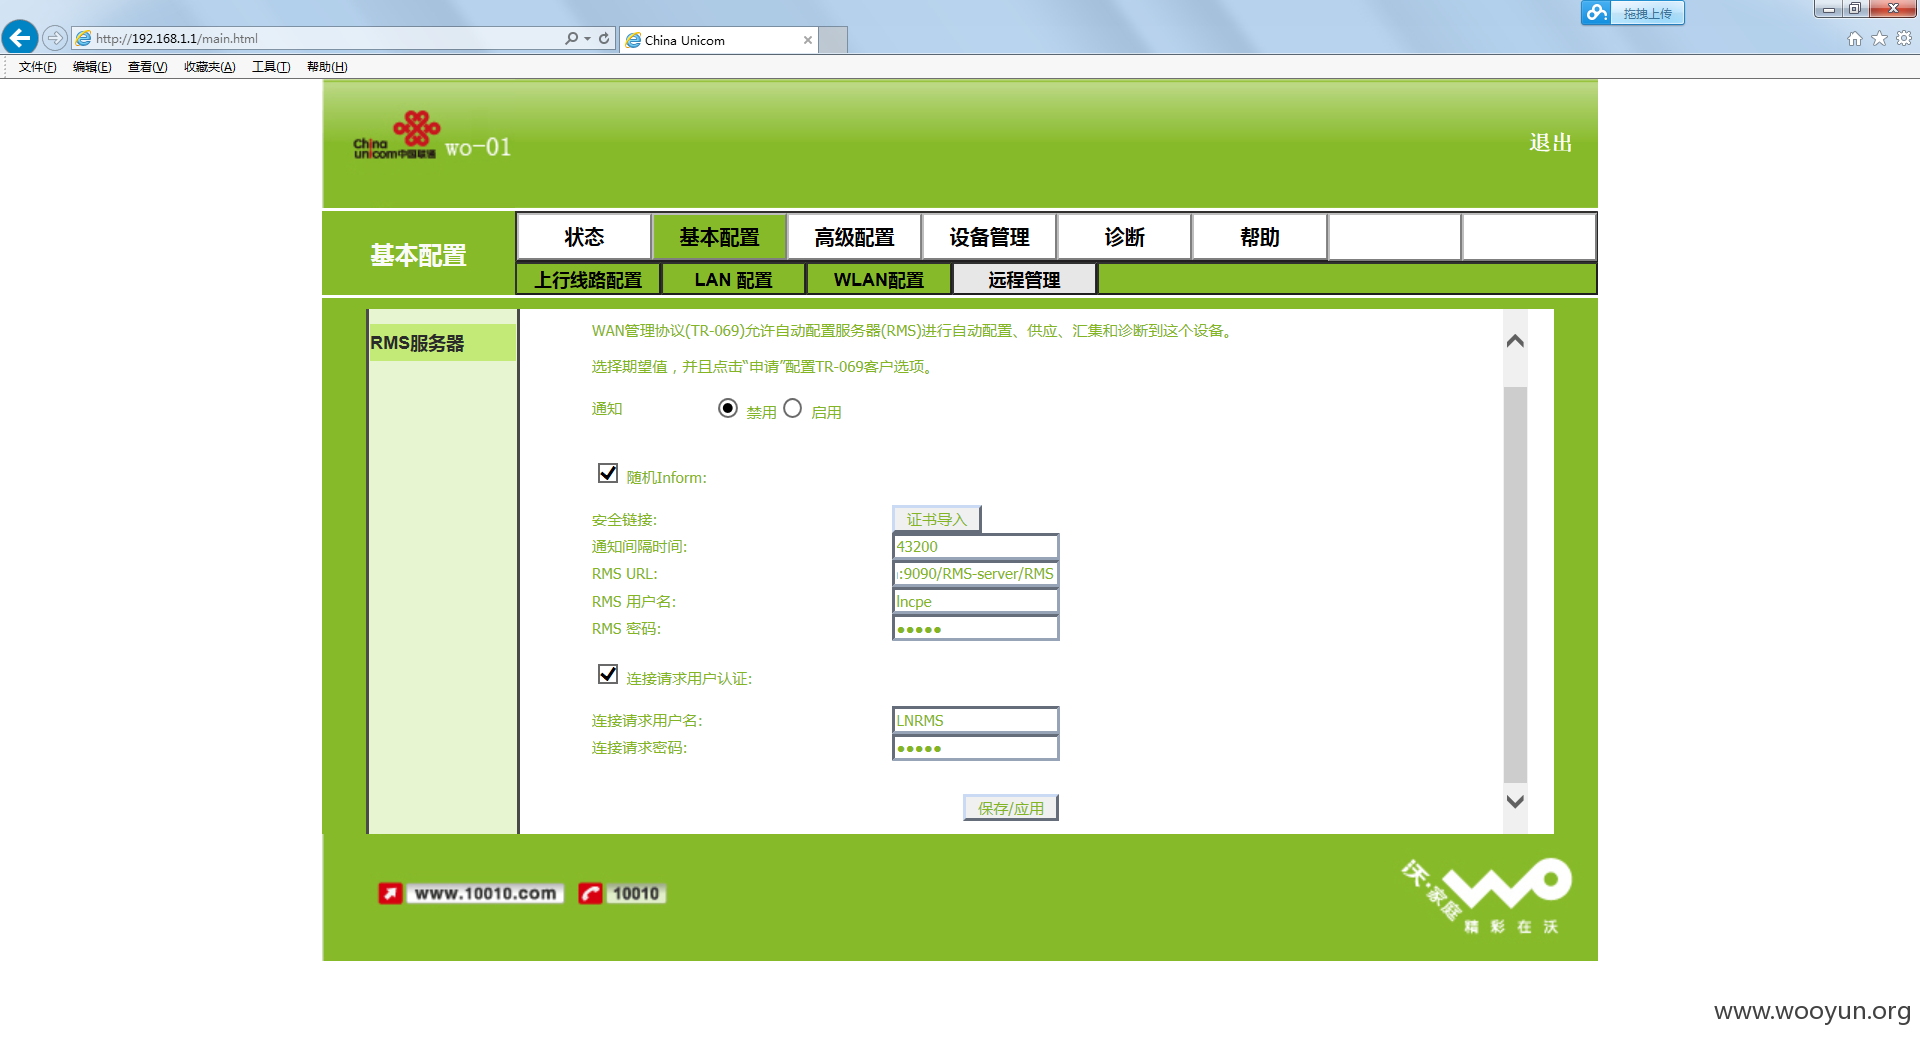 拖拽上传
http://192.168.1.1/main.html
China Unicom
文件(F) 编辑(E) 查看(V) 收藏夹(A) 工具(T) 帮助(H)
China unicom中国联通 wo-01
退出
基本配置
状态 基本配置 高级配置 设备管理 诊断 帮助
上行线路配置 LAN 配置 WLAN配置 远程管理
RMS服务器
WAN管理协议(TR-069)允许自动配置服务器(RMS)进行自动配置、供应、汇集和诊断到这个设备。
选择期望值，并且点击“申请”配置TR-069客户选项。
通知 禁用 启用
随机Inform:
安全链接: 证书导入
通知间隔时间: 43200
RMS URL: :9090/RMS-server/RMS
RMS 用户名: lncpe
RMS 密码: ●●●●●
连接请求用户认证:
连接请求用户名: LNRMS
连接请求密码: ●●●●●
保存/应用
www.10010.com 10010
沃·家庭
精彩在沃
www.wooyun.org